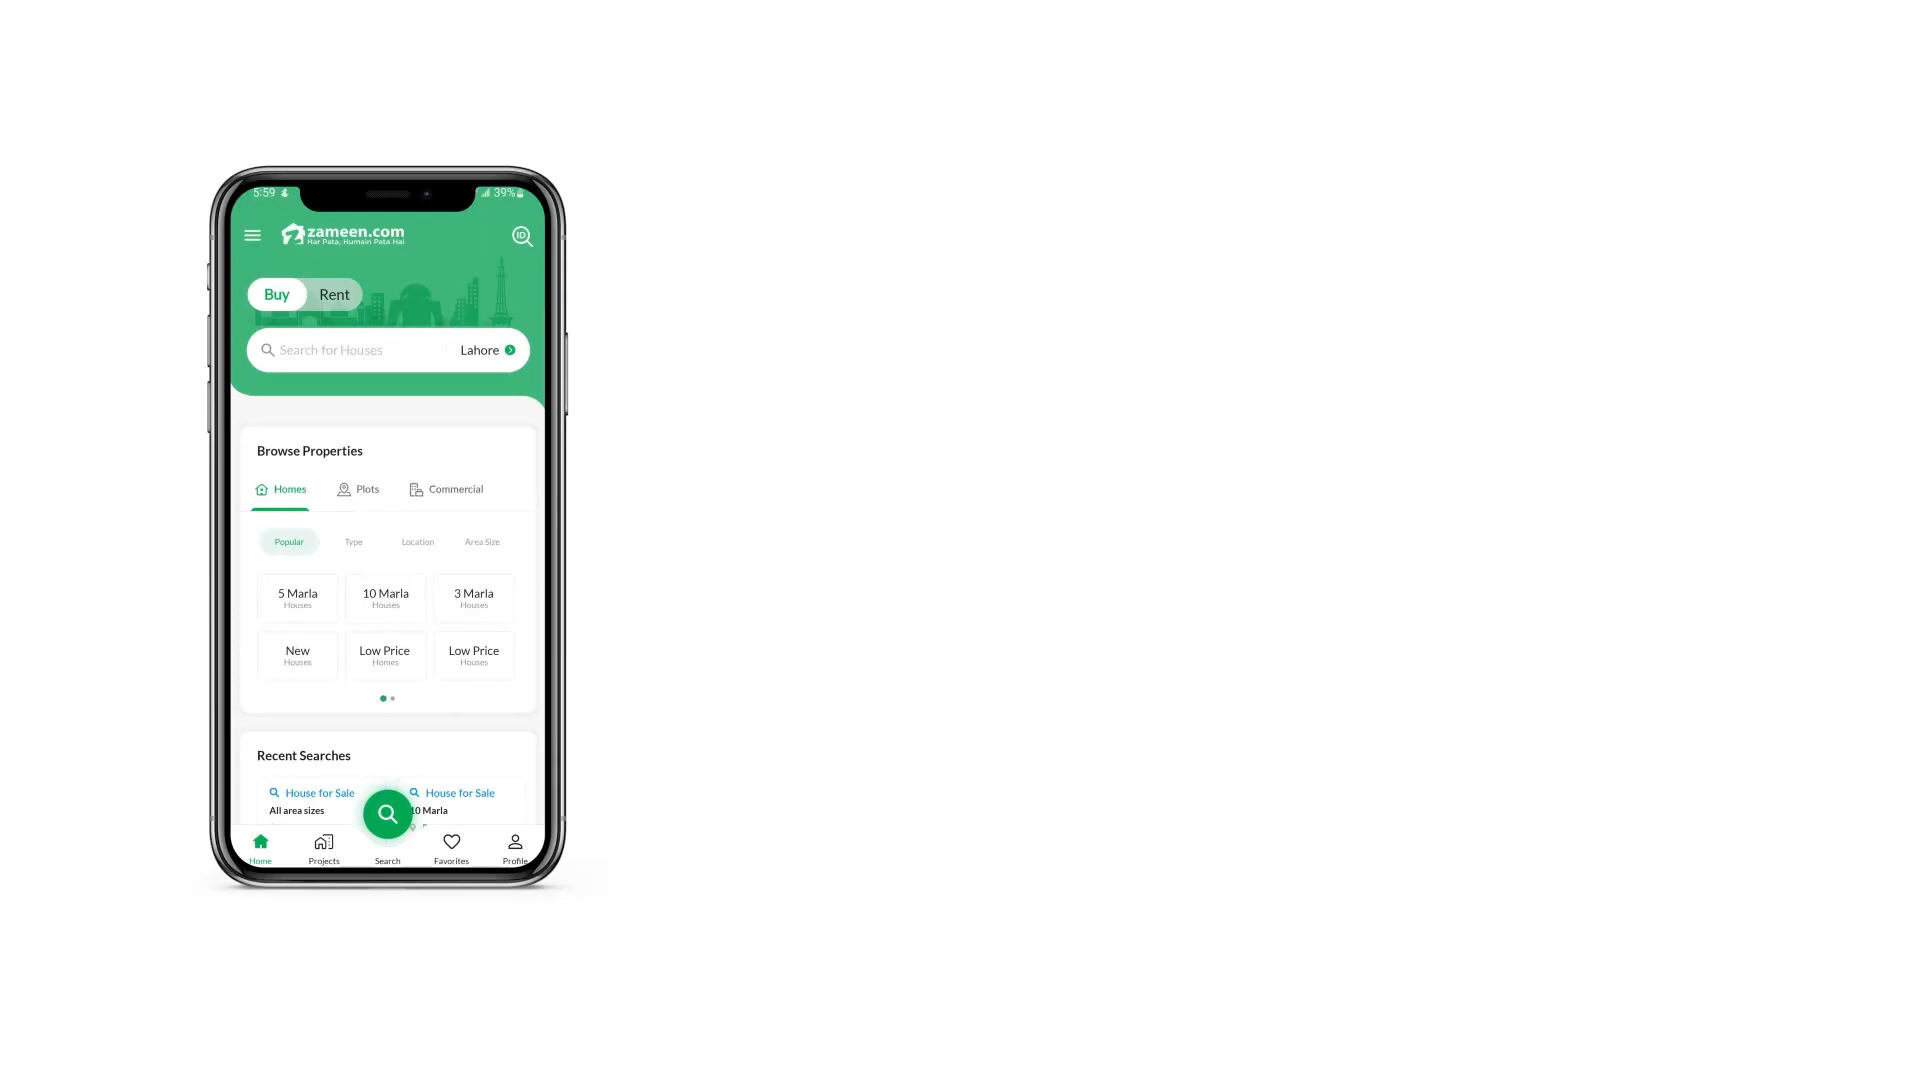 5:59
39%
zameen.com
Har Pata, Humain Pata Hai
ID
Buy Rent
Search for Houses Lahore
Browse Properties
Homes Plots Commercial
Popular Type Location Area Size
5 Marla 10 Marla 3 Marla
Houses Houses Houses
New Low Price Low Price
Houses Homes Houses
Recent Searches
House for Sale House for Sale
All area sizes 10 Marla
Home Projects Search Favorites Profile